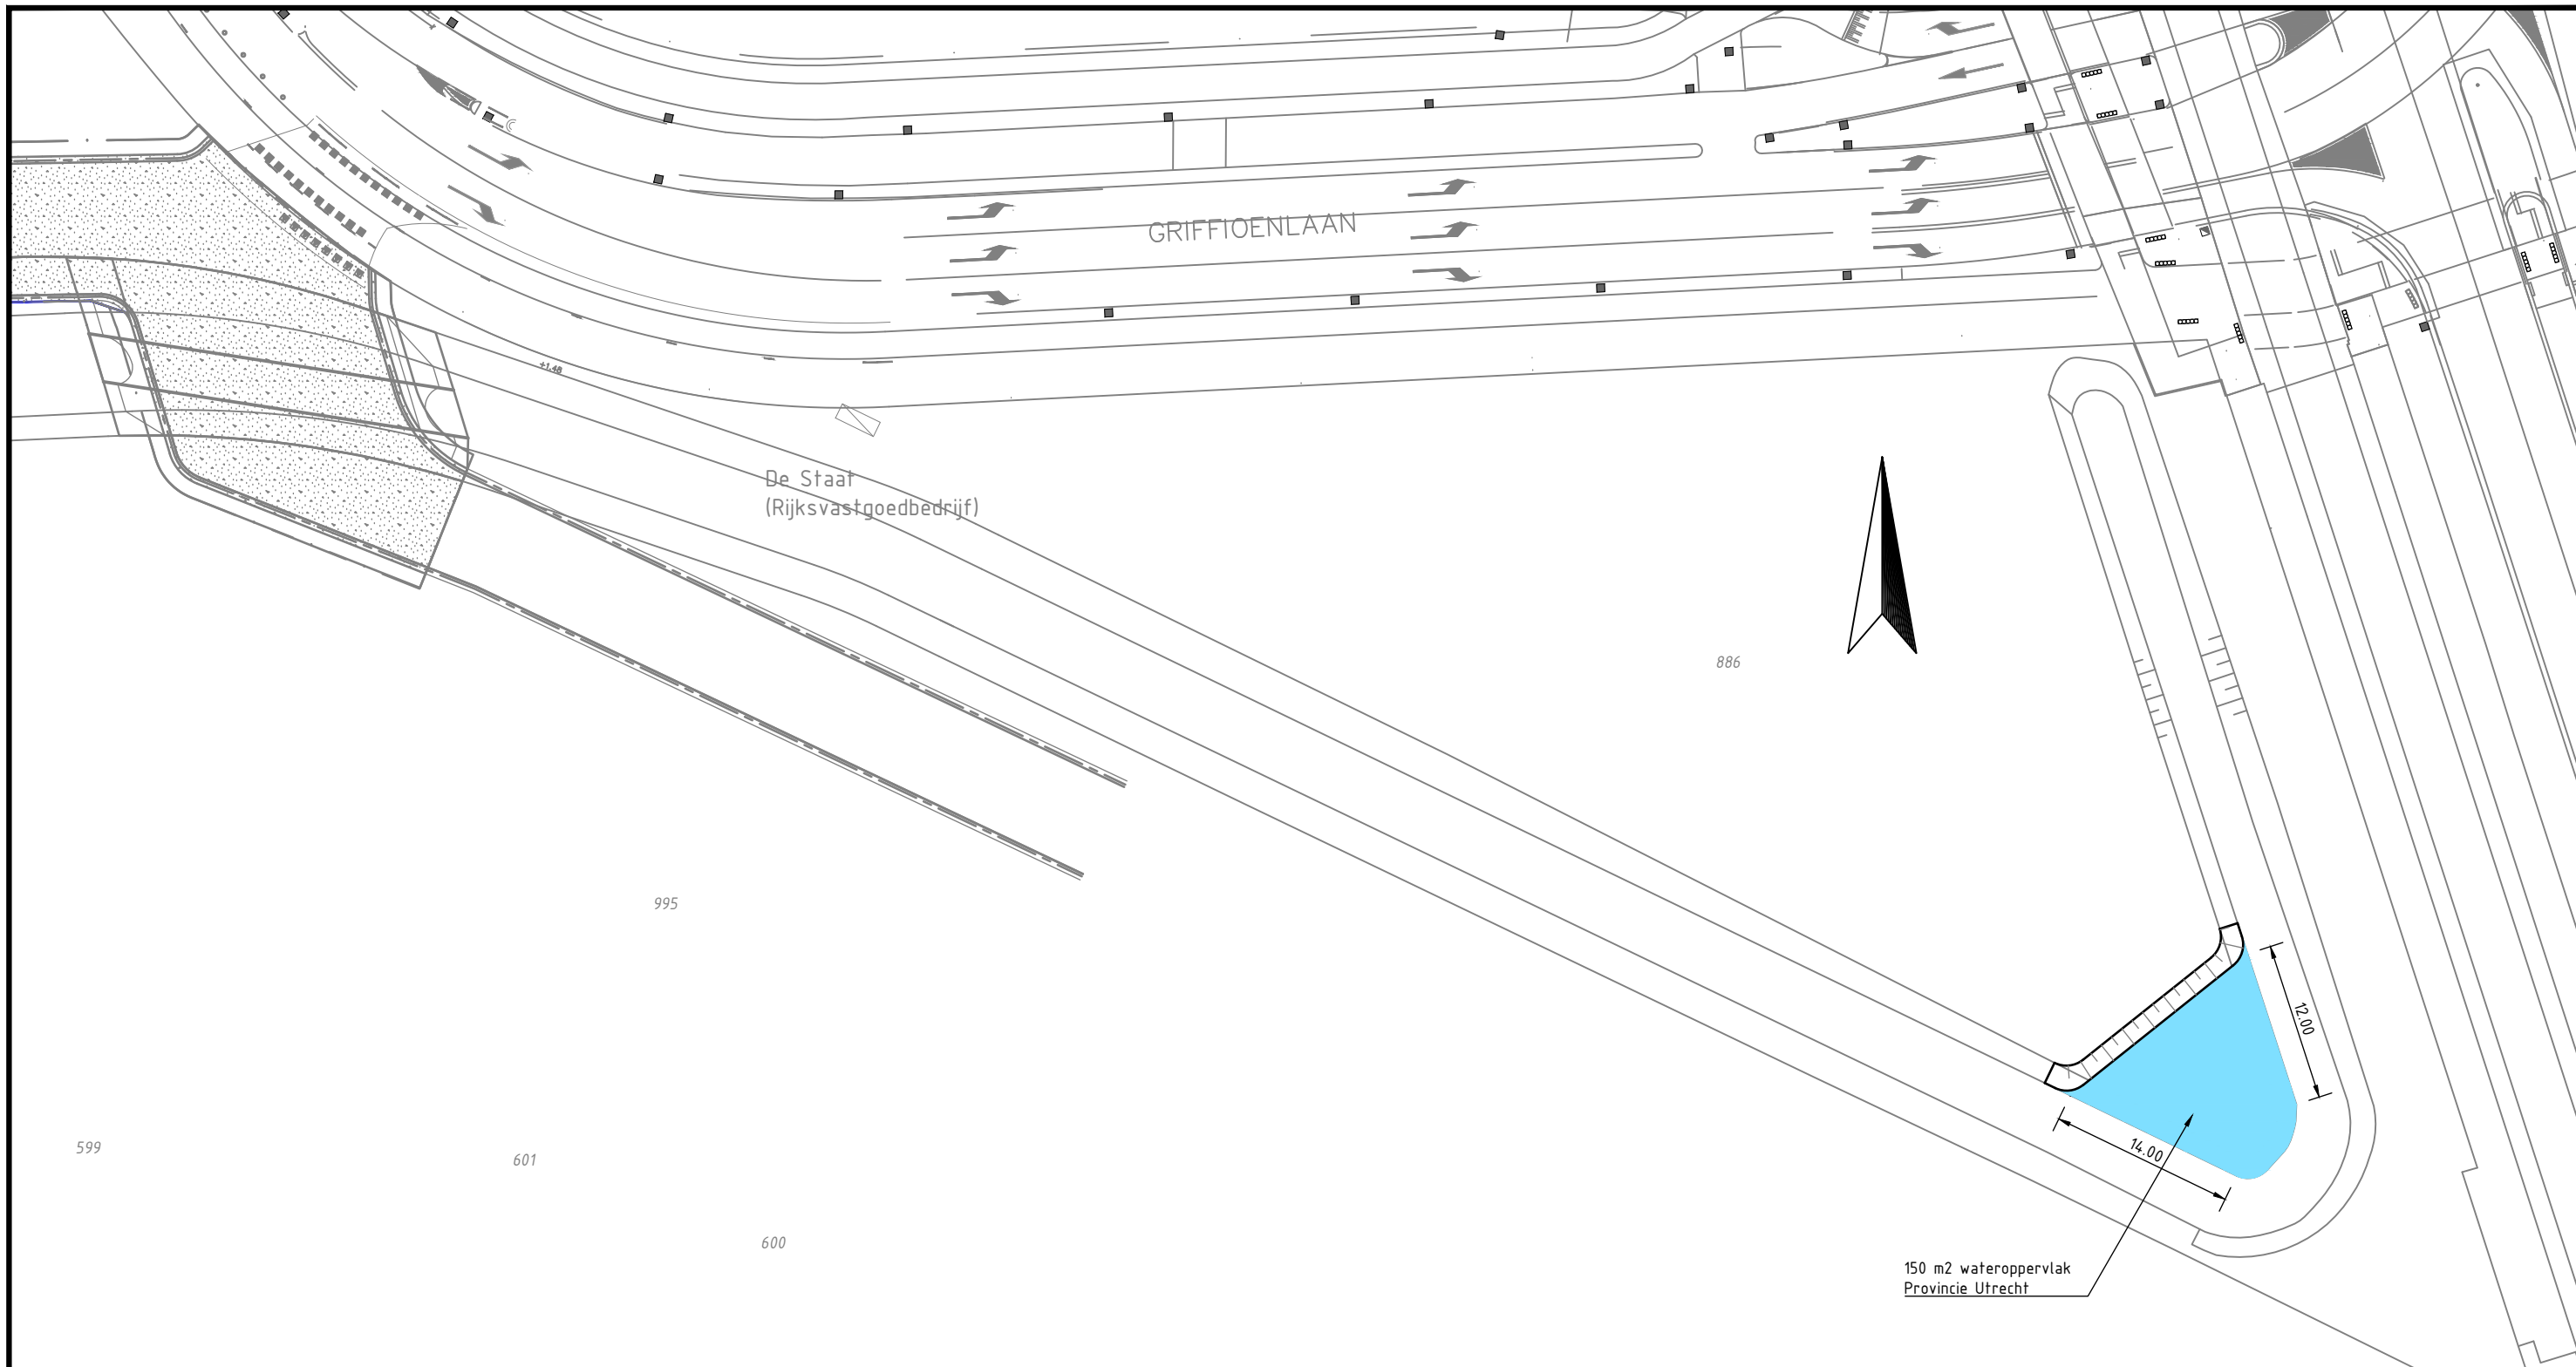 GRIFFIOENLAAN
+1.48
De Staat
(Rijksvastgoedbedrijf)
886
995
12.00
599
601
14.00
600
150 m2 wateroppervlak
Provincie Utrecht